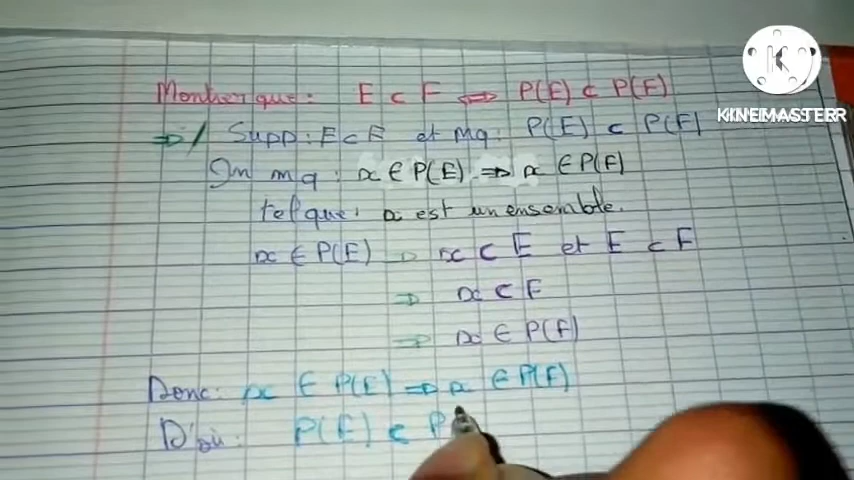 Montrer que: E ⊂ F ⟺ P(E) ⊂ P(F)
⇒/ Supp: E⊂E et Mq: P(E) ⊂ P(F)
On mq: x ∈ P(E) ⇒ x ∈ P(F)
tel que: x est un ensemble.
x ∈ P(E) ⇒ x ⊂ E et E ⊂ F
⇒ x ⊂ F
⇒ x ∈ P(F)
Donc: x ∈ P(E) ⇒ x ∈ P(F)
D'où: P(E) ⊂ P(
K
KINEMASTER